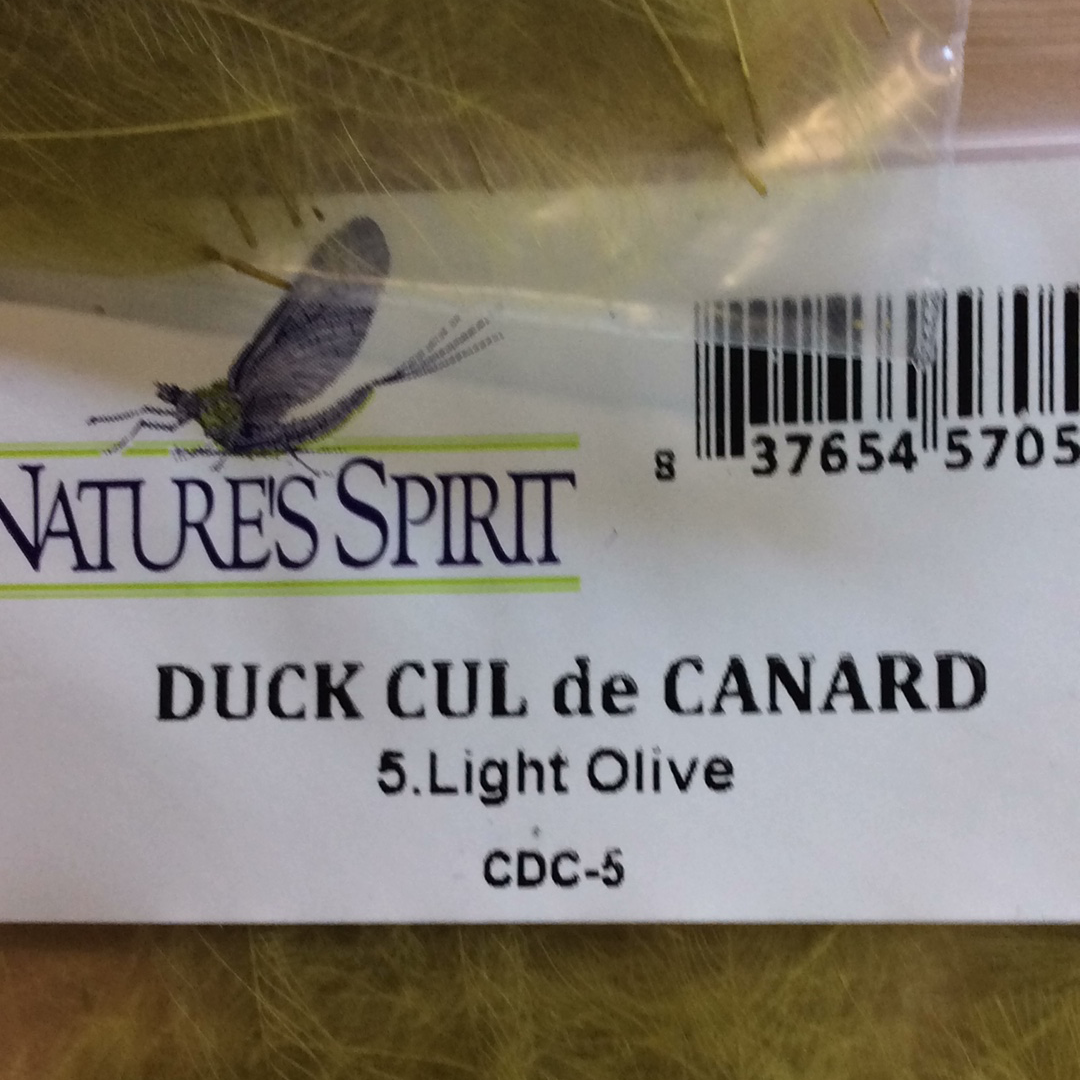 8 37654 5705
NATURE'S SPIRIT
DUCK CUL de CANARD
5.Light Olive
CDC-5